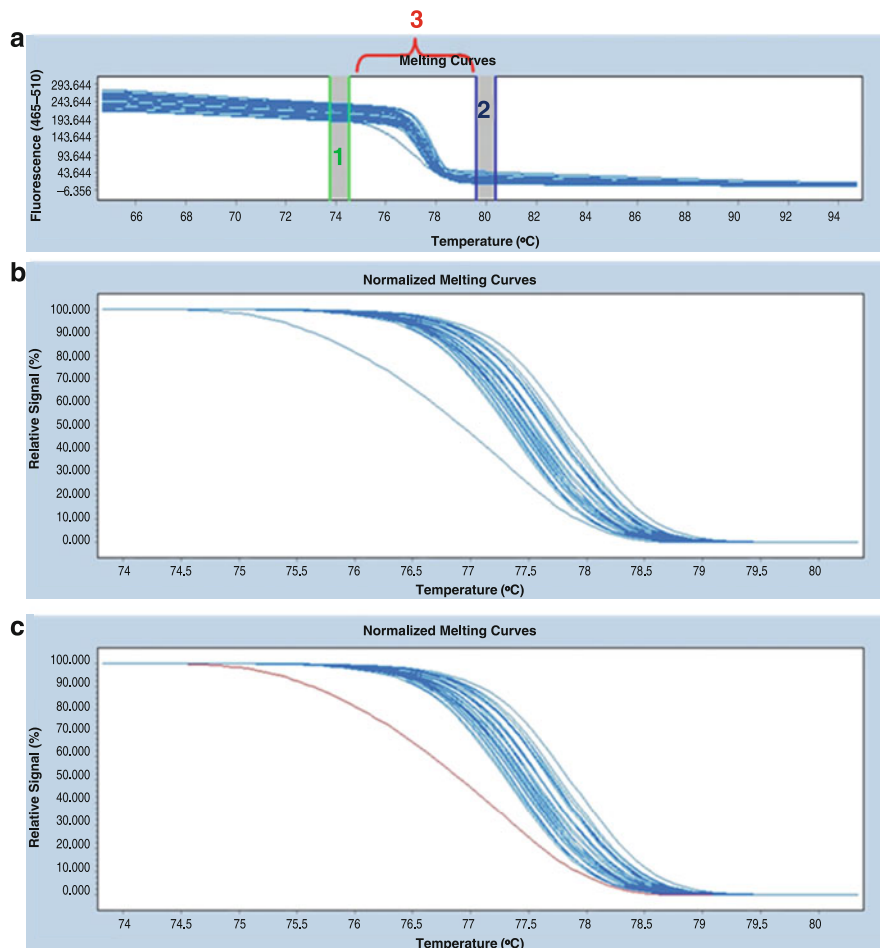 3
a
Melting Curves
Fluorescence (465–510)
293.644
243.644
193.644
143.644
93.644
43.644
–6.356
1
2
66 68 70 72 74 76 78 80 82 84 86 88 90 92 94
Temperature (°C)
b
Normalized Melting Curves
Relative Signal (%)
100.000
90.000
80.000
70.000
60.000
50.000
40.000
30.000
20.000
10.000
0.000
74 74.5 75 75.5 76 76.5 77 77.5 78 78.5 79 79.5 80
Temperature (°C)
c
Normalized Melting Curves
Relative Signal (%)
100.000
90.000
80.000
70.000
60.000
50.000
40.000
30.000
20.000
10.000
0.000
74 74.5 75 75.5 76 76.5 77 77.5 78 78.5 79 79.5 80
Temperature (°C)